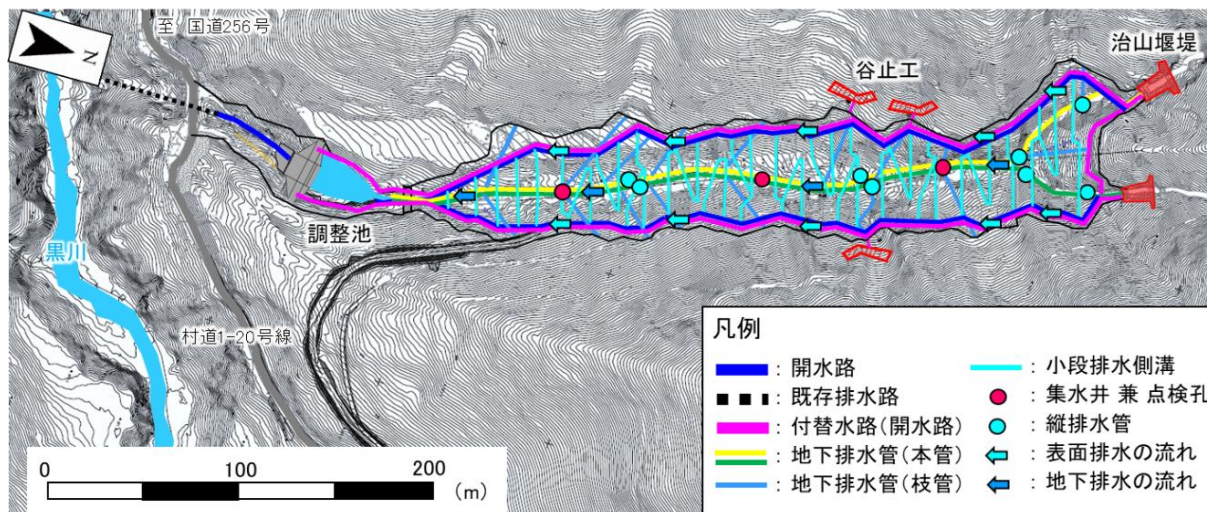 至 国道256号
N
治山堰堤
谷止工
調整池
黒川
村道1-20号線
凡例
: 開水路
: 既存排水路
: 付替水路(開水路)
: 地下排水管(本管)
: 地下排水管(枝管)
: 小段排水側溝
: 集水井 兼 点検孔
: 縦排水管
: 表面排水の流れ
: 地下排水の流れ
0 100 200 (m)